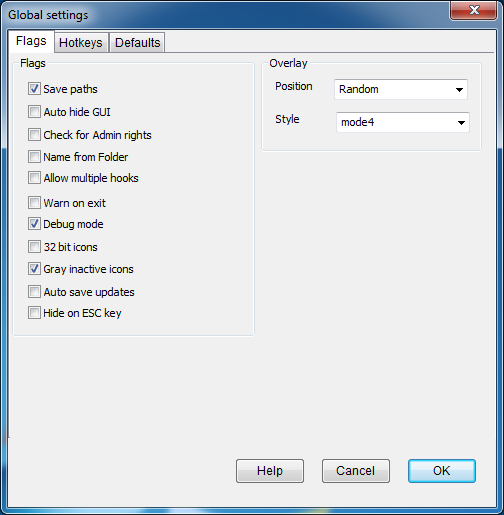 Global settings
Flags Hotkeys Defaults
Flags
Save paths
Auto hide GUI
Check for Admin rights
Name from Folder
Allow multiple hooks
Warn on exit
Debug mode
32 bit icons
Gray inactive icons
Auto save updates
Hide on ESC key
Overlay
Position Random
Style mode4
Help Cancel OK